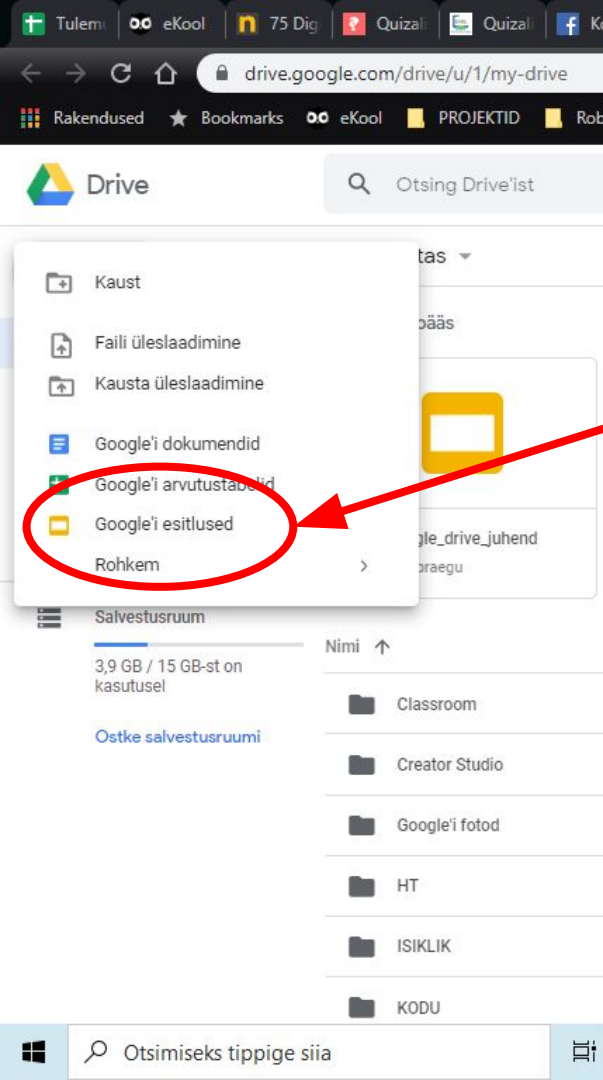 Tulem eKool 75 Dig Quizali Quizali
drive.google.com/drive/u/1/my-drive
Rakendused Bookmarks eKool PROJEKTID Rob
Drive
Otsing Drive'ist
Kaust
Faili üleslaadimine
Kausta üleslaadimine
Google'i dokumendid
Google'i arvutustabelid
Google'i esitlused
Rohkem
tas
pääs
gle_drive_juhend
praegu
Salvestusruum
3,9 GB / 15 GB-st on
kasutusel
Ostke salvestusruumi
Nimi
Classroom
Creator Studio
Google'i fotod
HT
ISIKLIK
KODU
Otsimiseks tippige siia